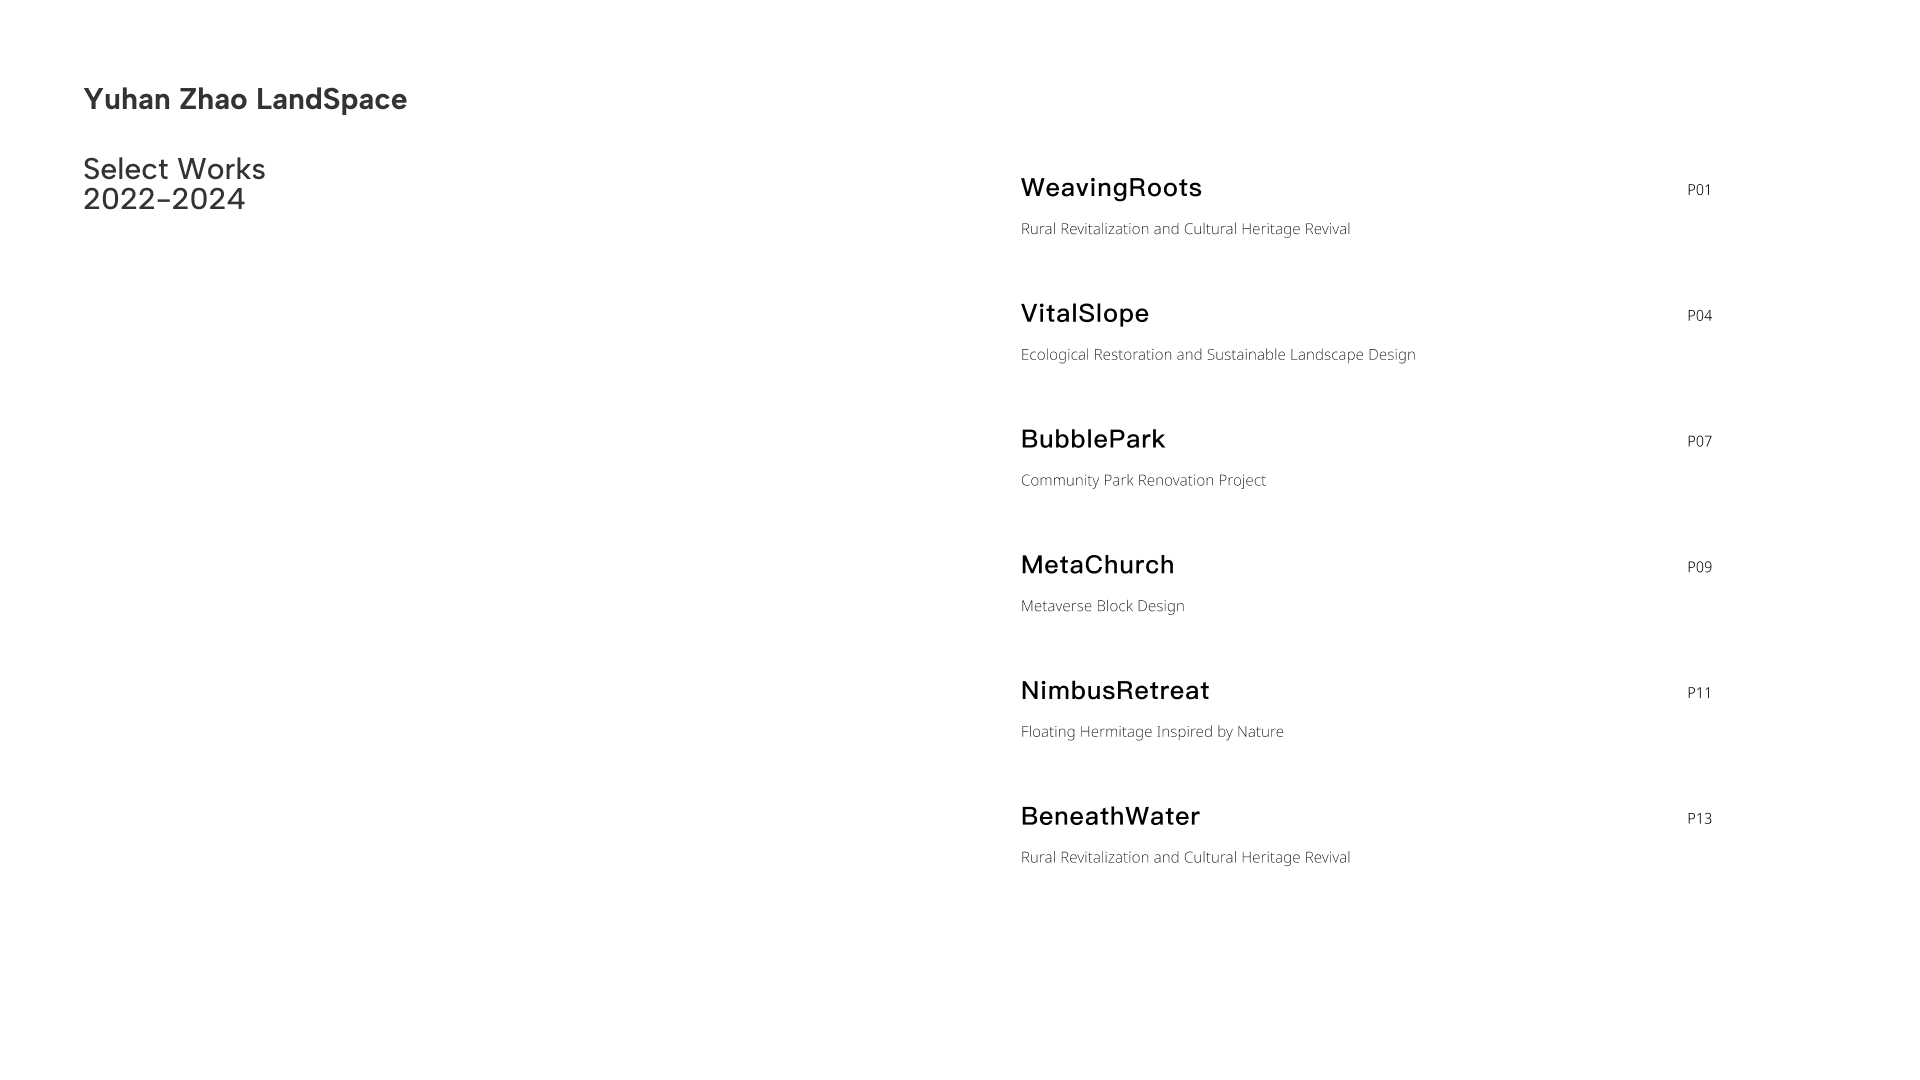 Yuhan Zhao LandSpace
Select Works
2022–2024
WeavingRoots P01
Rural Revitalization and Cultural Heritage Revival
VitalSlope P04
Ecological Restoration and Sustainable Landscape Design
BubblePark P07
Community Park Renovation Project
MetaChurch P09
Metaverse Block Design
NimbusRetreat P11
Floating Hermitage Inspired by Nature
BeneathWater P13
Rural Revitalization and Cultural Heritage Revival